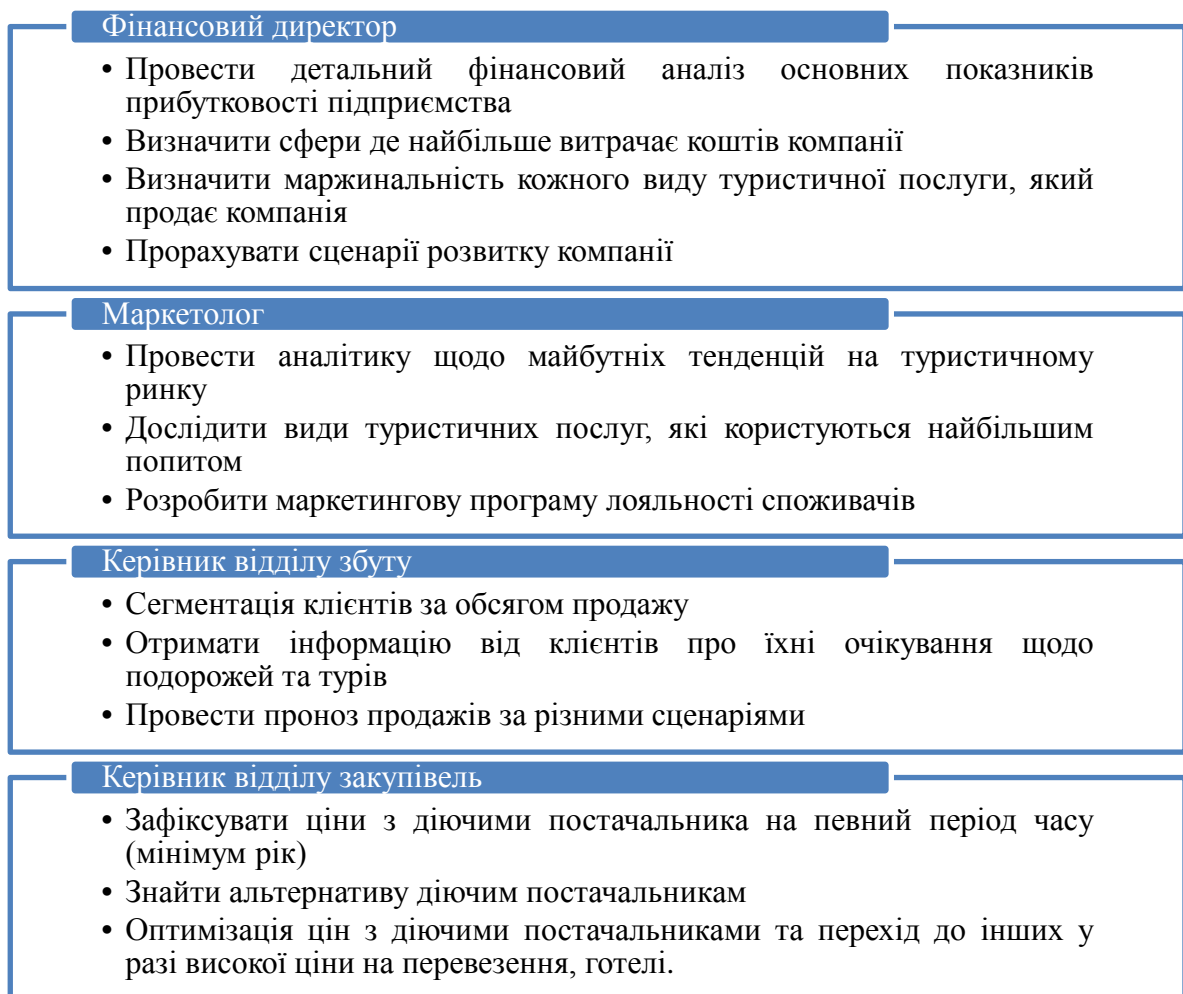 Фінансовий директор
• Провести детальний фінансовий аналіз основних показників
прибутковості підприємства
• Визначити сфери де найбільше витрачає коштів компанії
• Визначити маржинальність кожного виду туристичної послуги, який
продає компанія
• Прорахувати сценарії розвитку компанії
Маркетолог
• Провести аналітику щодо майбутніх тенденцій на туристичному
ринку
• Дослідити види туристичних послуг, які користуються найбільшим
попитом
• Розробити маркетингову програму лояльності споживачів
Керівник відділу збуту
• Сегментація клієнтів за обсягом продажу
• Отримати інформацію від клієнтів про їхні очікування щодо
подорожей та турів
• Провести проноз продажів за різними сценаріями
Керівник відділу закупівель
• Зафіксувати ціни з діючими постачальника на певний період часу
(мінімум рік)
• Знайти альтернативу діючим постачальникам
• Оптимізація цін з діючими постачальниками та перехід до інших у
разі високої ціни на перевезення, готелі.